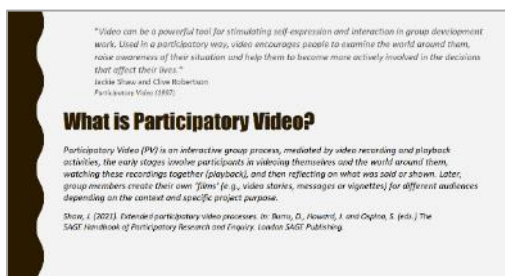 "Video can be a powerful tool for stimulating self-expression and interaction in group development
work. Used in a participatory way, video encourages people to examine the world around them,
raise awareness of their situation and help them to become more actively involved in the decisions
that affect their lives."
Jackie Shaw and Clive Robertson
Participatory Video (1997)
What is Participatory Video?
Participatory Video (PV) is an interactive group process, mediated by video recording and playback
activities, the early stages involve participants in videoing themselves and the world around them,
watching these recordings together (playback), and then reflecting on what was said or shown. Later,
group members create their own 'films' (e.g., video stories, messages or vignettes) for different audiences
depending on the context and specific project purpose.
Shaw, J. (2021). Extended participatory video processes. In: Burns, D., Howard, J. and Ospina, S. (eds.) The
SAGE Handbook of Participatory Research and Enquiry. London SAGE Publishing.